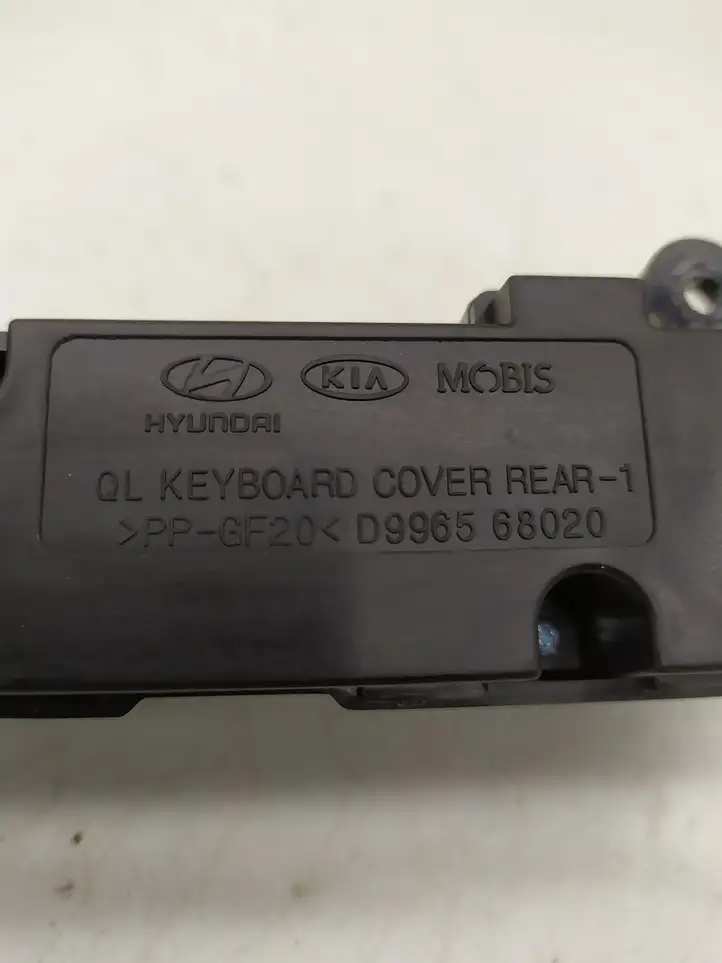 KIA MOBIS
HYUNDAI
QL KEYBOARD COVER REAR-1
>PP-GF20< D9965 68020